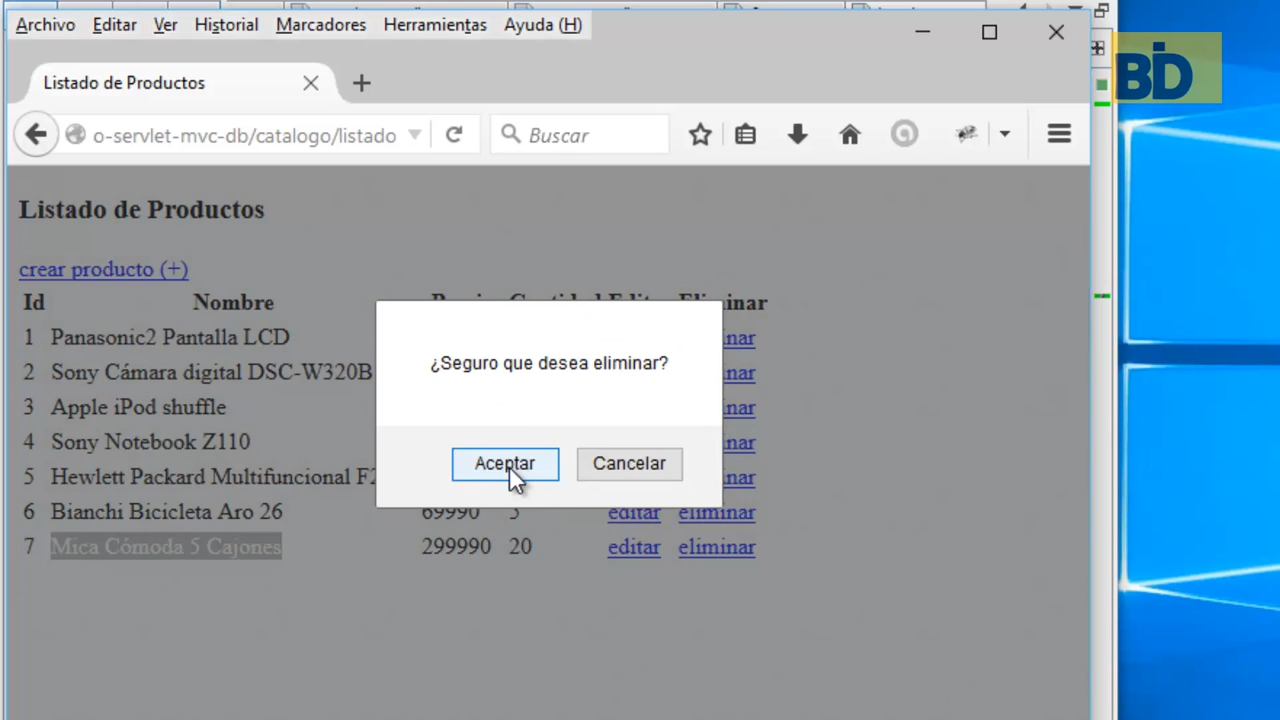 Archivo Editar Ver Historial Marcadores Herramientas Ayuda (H)
BID
Listado de Productos
o-servlet-mvc-db/catalogo/listado Buscar
Listado de Productos
crear producto (+)
Id Nombre
1 Panasonic2 Pantalla LCD
2 Sony Cámara digital DSC-W320B
3 Apple iPod shuffle
4 Sony Notebook Z110
5 Hewlett Packard Multifuncional
6 Bianchi Bicicleta Aro 26 69990 editar eliminar
7 Mica Cómoda 5 Cajones 299990 20 editar eliminar
¿Seguro que desea eliminar?
Aceptar Cancelar